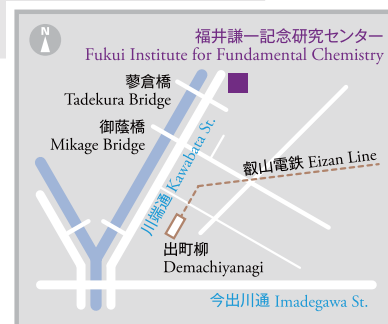 N
福井謙一記念研究センター
Fukui Institute for Fundamental Chemistry
蓼倉橋
Tadekura Bridge
御蔭橋
Mikage Bridge
川端通 Kawabata St.
叡山電鉄 Eizan Line
出町柳
Demachiyanagi
今出川通 Imadegawa St.